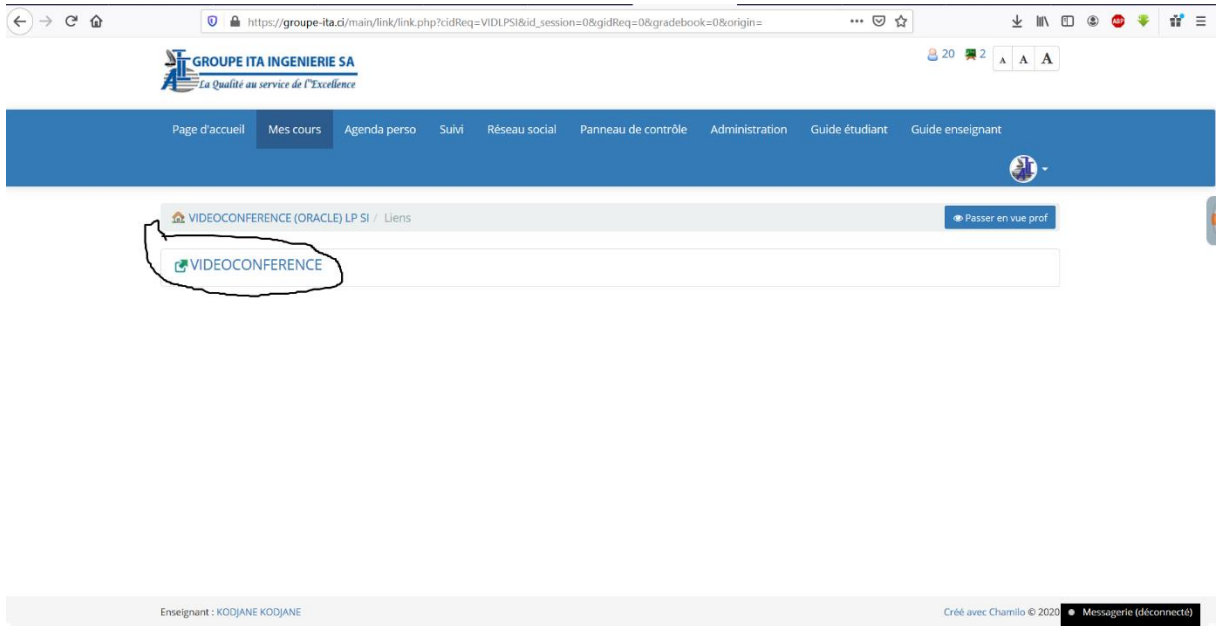 https://groupe-ita.ci/main/link/link.php?cidReq=VIDLPSI&id_session=0&gidReq=0&gradebook=0&origin=
ABP
GROUPE ITA INGENIERIE SA
La Qualité au service de l'Excellence
20 2 A A A
Page d'accueil Mes cours Agenda perso Suivi Réseau social Panneau de contrôle Administration Guide étudiant Guide enseignant
VIDEOCONFERENCE (ORACLE) LP SI / Liens Passer en vue prof
VIDEOCONFERENCE
Enseignant : KODJANE KODJANE Créé avec Chamilo © 2020 Messagerie (déconnecté)